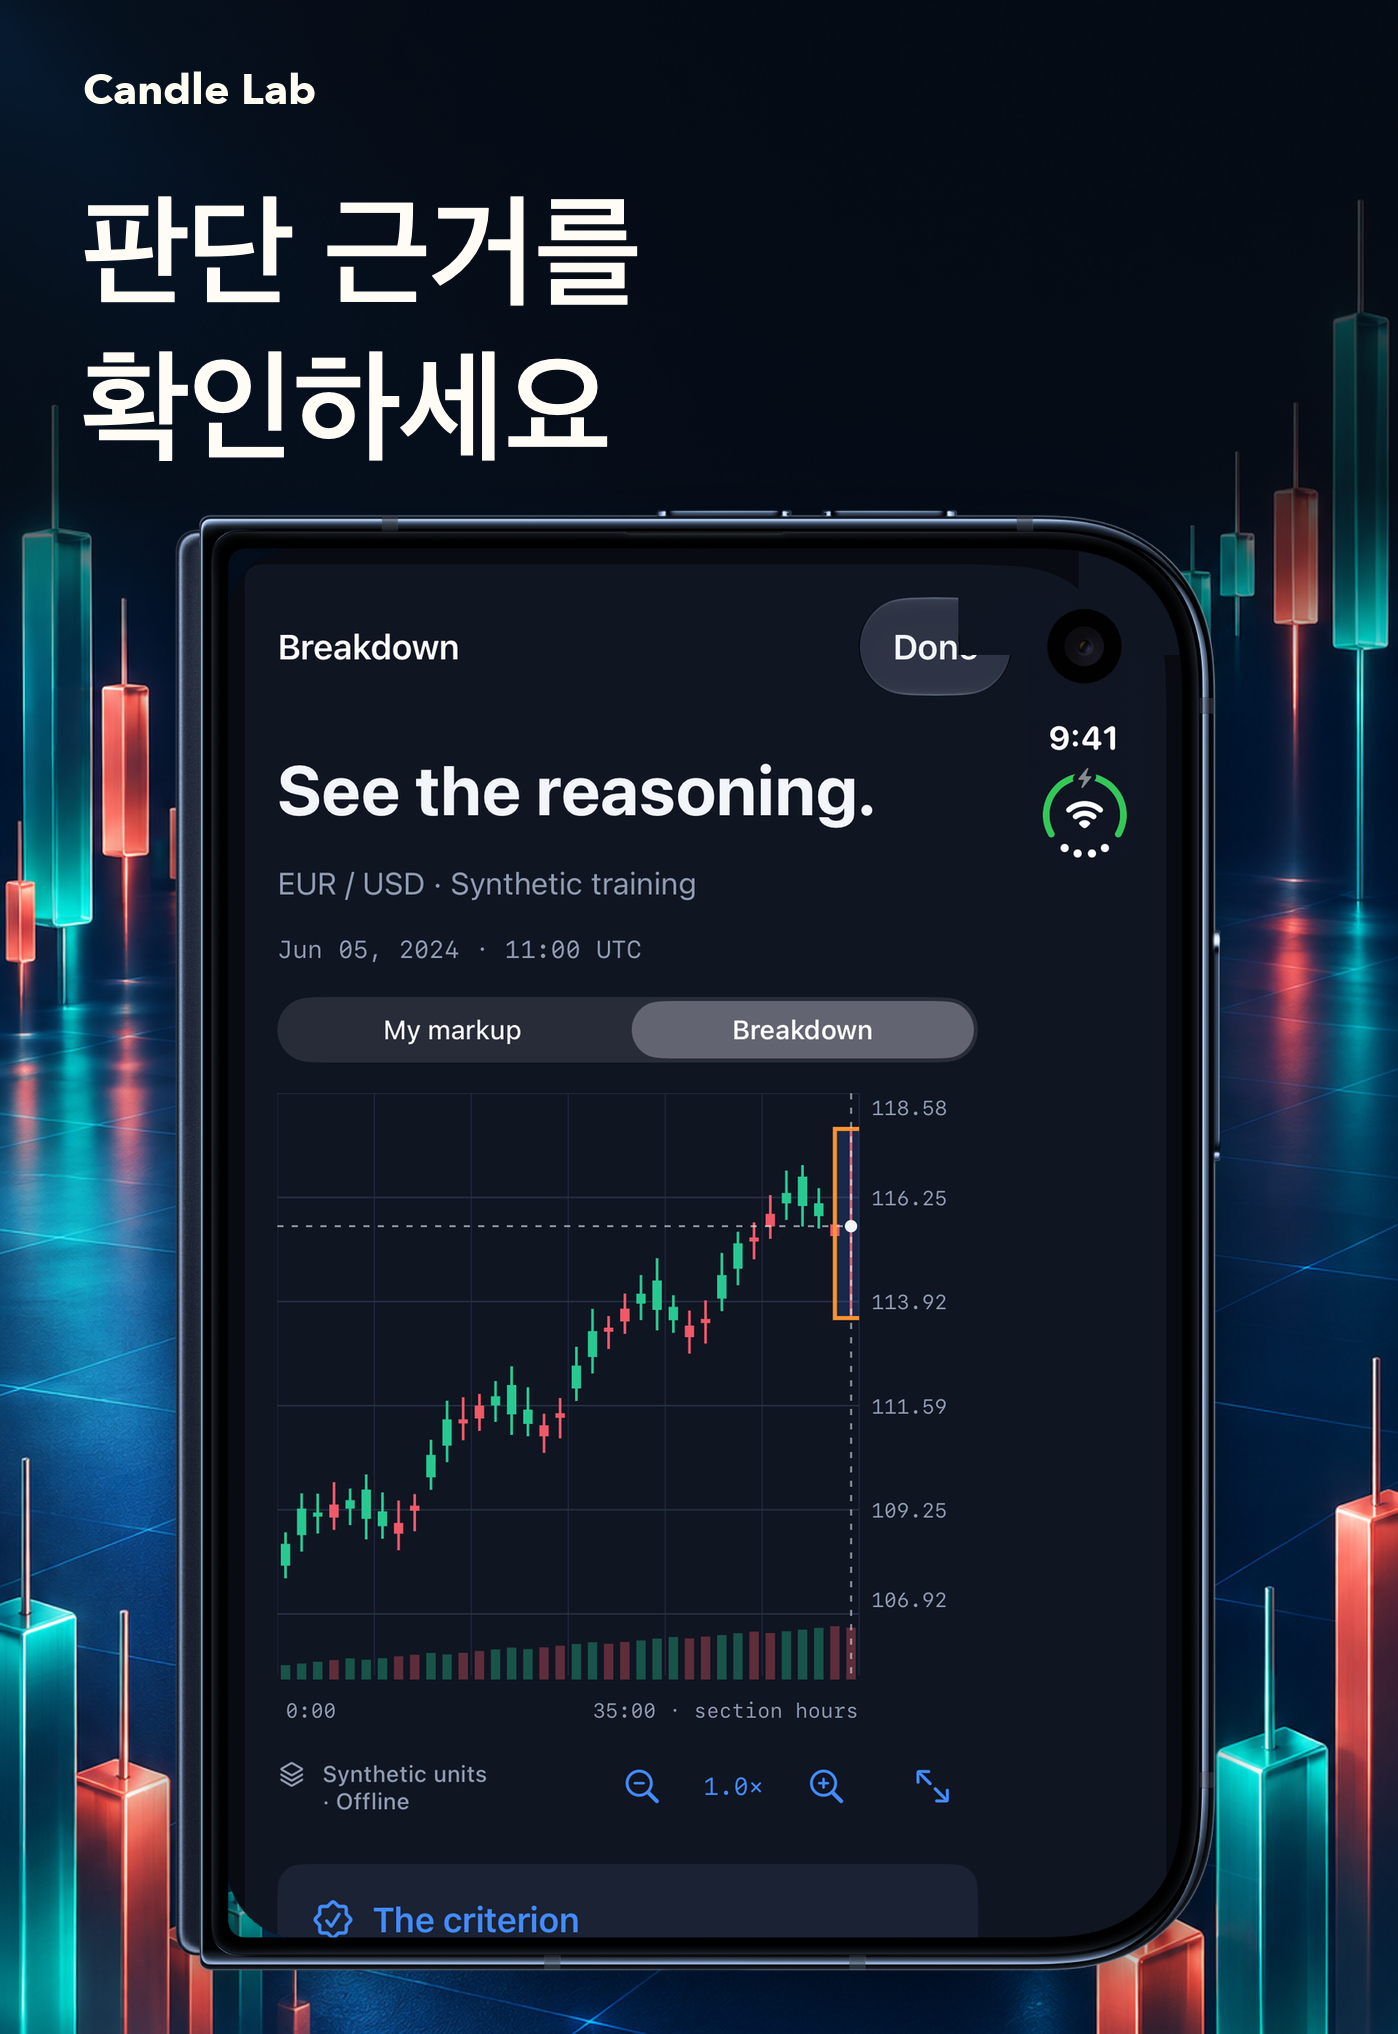 Candle Lab
판단 근거를
확인하세요
Breakdown
Done
9:41
See the reasoning.
EUR / USD · Synthetic training
Jun 05, 2024 · 11:00 UTC
My markup
Breakdown
118.58
116.25
113.92
111.59
109.25
106.92
0:00
35:00 · section hours
Synthetic units
· Offline
1.0×
The criterion